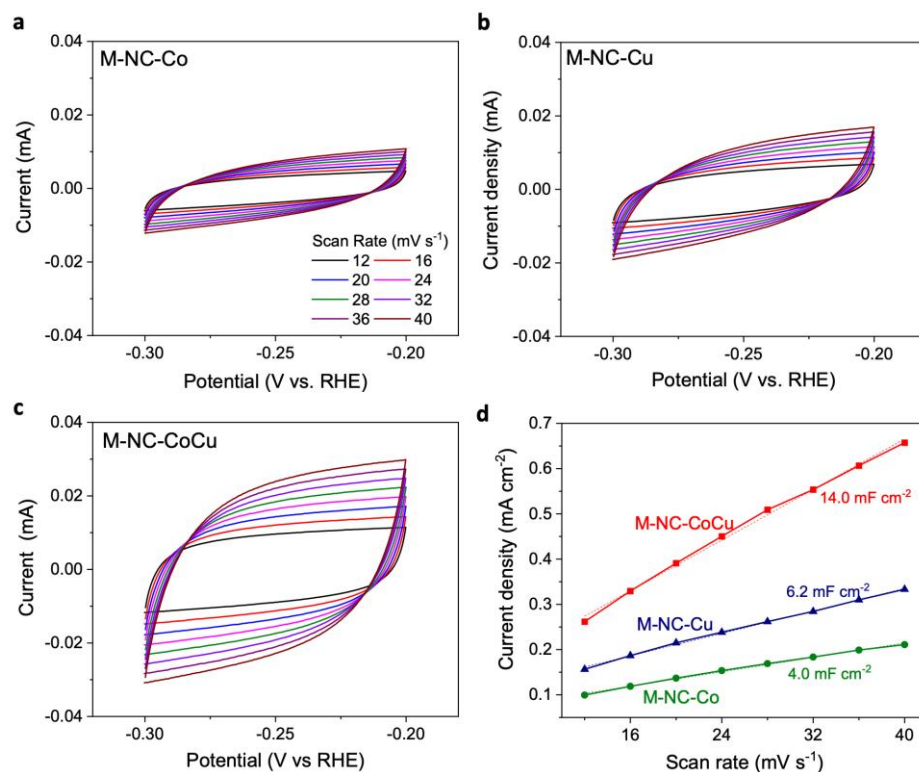 a
M-NC-Co
0.04
0.02
0.00
-0.02
-0.04
Current (mA)
Scan Rate (mV s⁻¹)
12 16
20 24
28 32
36 40
-0.30 -0.25 -0.20
Potential (V vs. RHE)
b
M-NC-Cu
0.04
0.02
0.00
-0.02
-0.04
Current density (mA)
-0.30 -0.25 -0.20
Potential (V vs. RHE)
c
M-NC-CoCu
0.04
0.02
0.00
-0.02
-0.04
Current (mA)
-0.30 -0.25 -0.20
Potential (V vs. RHE)
d
0.7
0.6
0.5
0.4
0.3
0.2
0.1
Current density (mA cm⁻²)
14.0 mF cm⁻²
M-NC-CoCu
6.2 mF cm⁻²
M-NC-Cu
4.0 mF cm⁻²
M-NC-Co
16 24 32 40
Scan rate (mV s⁻¹)